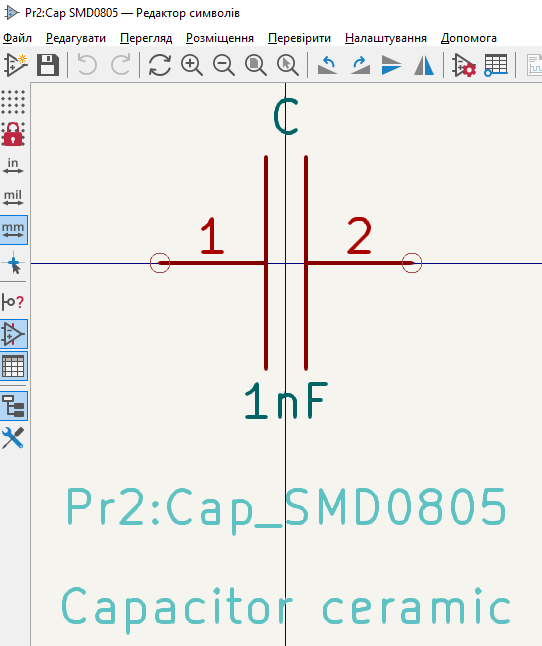 Pr2:Cap SMD0805 — Редактор символів
Файл Редагувати Перегляд Розміщення Перевірити Налаштування Допомога
in
mil
mm
C
1 2
1nF
Pr2:Cap_SMD0805
Capacitor ceramic